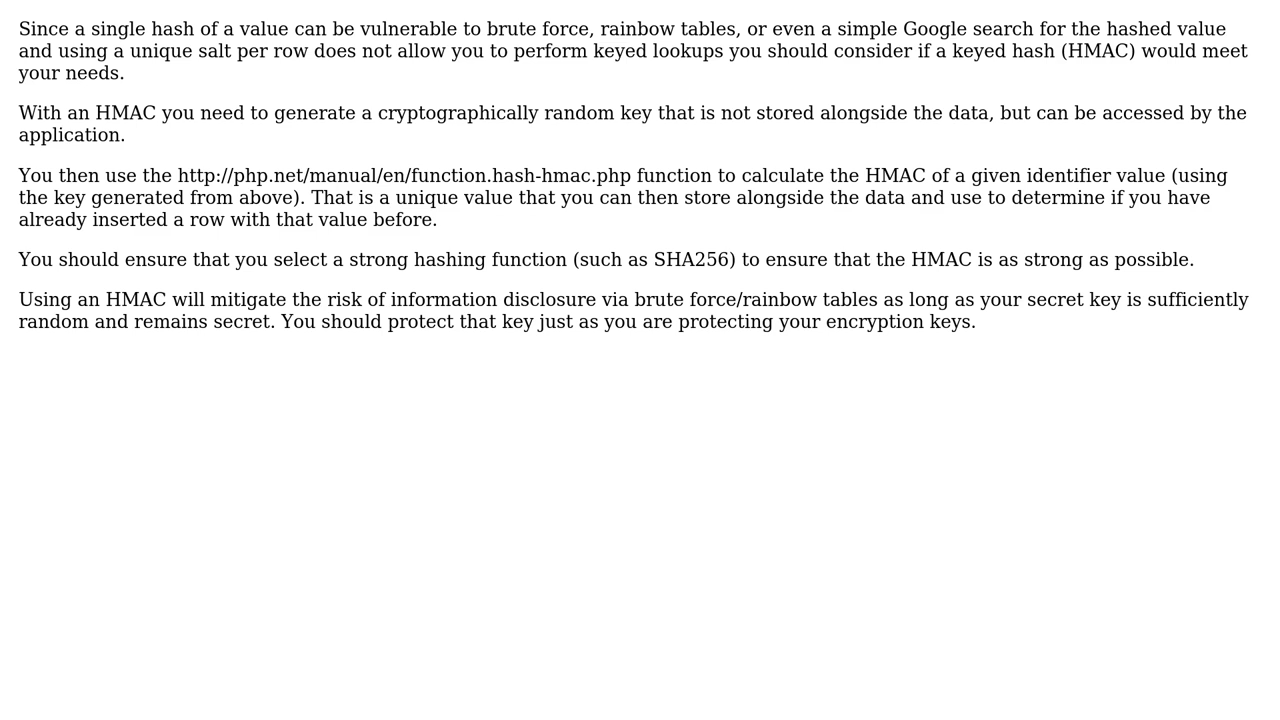 Since a single hash of a value can be vulnerable to brute force, rainbow tables, or even a simple Google search for the hashed value
and using a unique salt per row does not allow you to perform keyed lookups you should consider if a keyed hash (HMAC) would meet
your needs.
With an HMAC you need to generate a cryptographically random key that is not stored alongside the data, but can be accessed by the
application.
You then use the http://php.net/manual/en/function.hash-hmac.php function to calculate the HMAC of a given identifier value (using
the key generated from above). That is a unique value that you can then store alongside the data and use to determine if you have
already inserted a row with that value before.
You should ensure that you select a strong hashing function (such as SHA256) to ensure that the HMAC is as strong as possible.
Using an HMAC will mitigate the risk of information disclosure via brute force/rainbow tables as long as your secret key is sufficiently
random and remains secret. You should protect that key just as you are protecting your encryption keys.